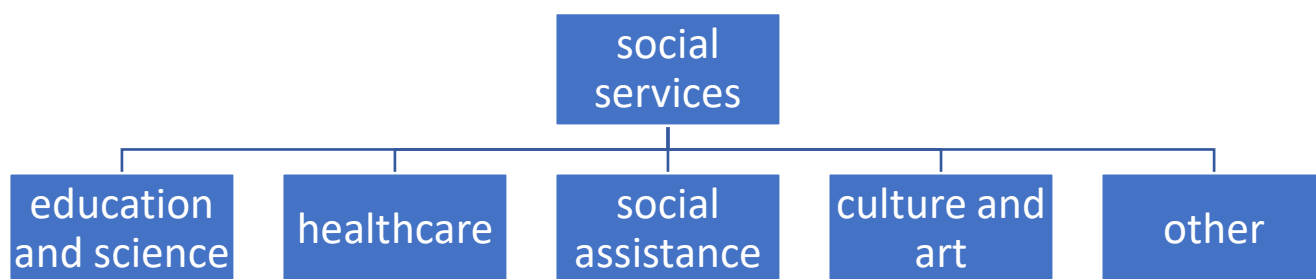 social
services
education
and science
healthcare
social
assistance
culture and
art
other